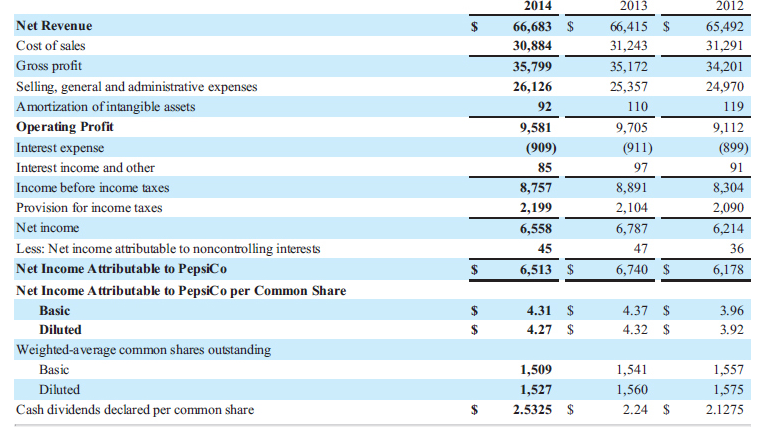 2014 2013 2012
Net Revenue $ 66,683 $ 66,415 $ 65,492
Cost of sales 30,884 31,243 31,291
Gross profit 35,799 35,172 34,201
Selling, general and administrative expenses 26,126 25,357 24,970
Amortization of intangible assets 92 110 119
Operating Profit 9,581 9,705 9,112
Interest expense (909) (911) (899)
Interest income and other 85 97 91
Income before income taxes 8,757 8,891 8,304
Provision for income taxes 2,199 2,104 2,090
Net income 6,558 6,787 6,214
Less: Net income attributable to noncontrolling interests 45 47 36
Net Income Attributable to PepsiCo $ 6,513 $ 6,740 $ 6,178
Net Income Attributable to PepsiCo per Common Share
Basic $ 4.31 $ 4.37 $ 3.96
Diluted $ 4.27 $ 4.32 $ 3.92
Weighted-average common shares outstanding
Basic 1,509 1,541 1,557
Diluted 1,527 1,560 1,575
Cash dividends declared per common share $ 2.5325 $ 2.24 $ 2.1275